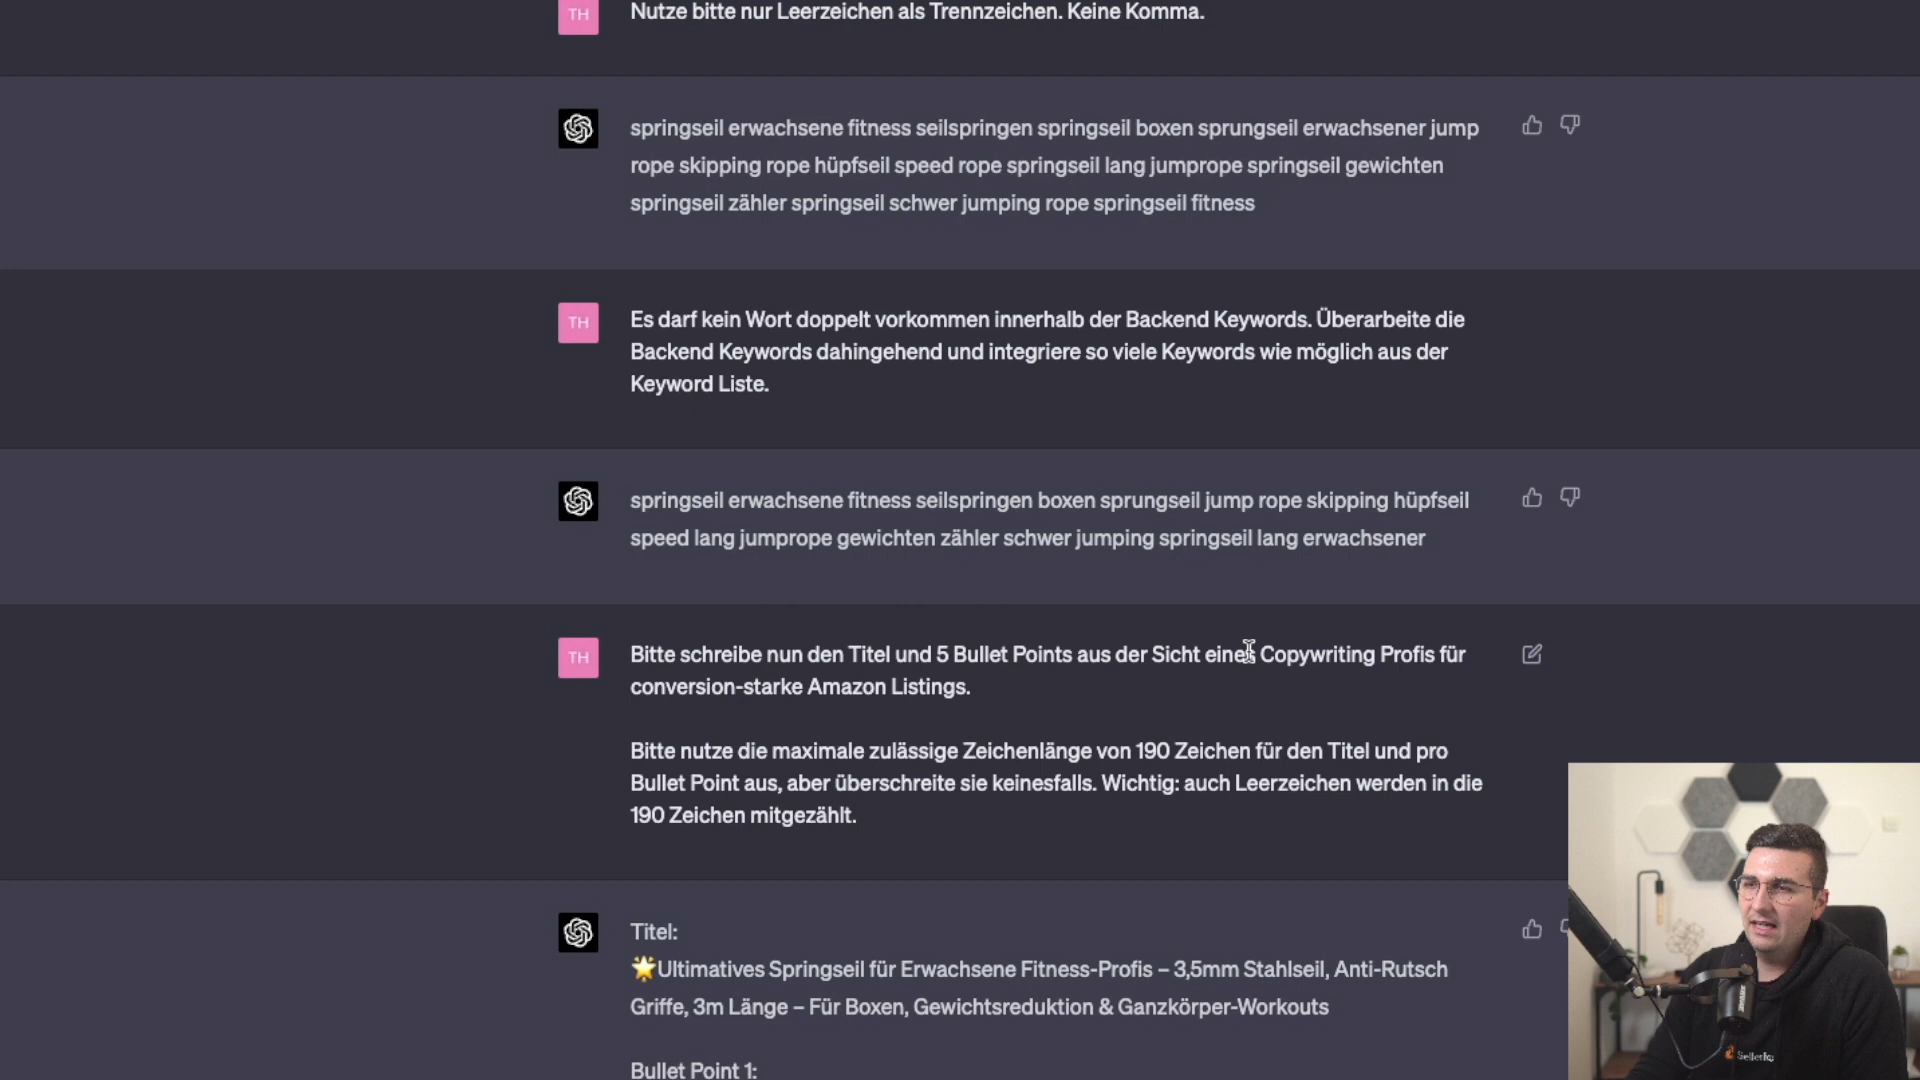 TH
Nutze bitte nur Leerzeichen als Trennzeichen. Keine Komma.
springseil erwachsene fitness seilspringen springseil boxen sprungseil erwachsener jump
rope skipping rope hüpfseil speed rope springseil lang jumprope springseil gewichten
springseil zähler springseil schwer jumping rope springseil fitness
TH
Es darf kein Wort doppelt vorkommen innerhalb der Backend Keywords. Überarbeite die
Backend Keywords dahingehend und integriere so viele Keywords wie möglich aus der
Keyword Liste.
springseil erwachsene fitness seilspringen boxen sprungseil jump rope skipping hüpfseil
speed lang jumprope gewichten zähler schwer jumping springseil lang erwachsener
TH
Bitte schreibe nun den Titel und 5 Bullet Points aus der Sicht eines Copywriting Profis für
conversion-starke Amazon Listings.
Bitte nutze die maximale zulässige Zeichenlänge von 190 Zeichen für den Titel und pro
Bullet Point aus, aber überschreite sie keinesfalls. Wichtig: auch Leerzeichen werden in die
190 Zeichen mitgezählt.
Titel:
🌟Ultimatives Springseil für Erwachsene Fitness-Profis – 3,5mm Stahlseil, Anti-Rutsch
Griffe, 3m Länge – Für Boxen, Gewichtsreduktion & Ganzkörper-Workouts
Bullet Point 1: